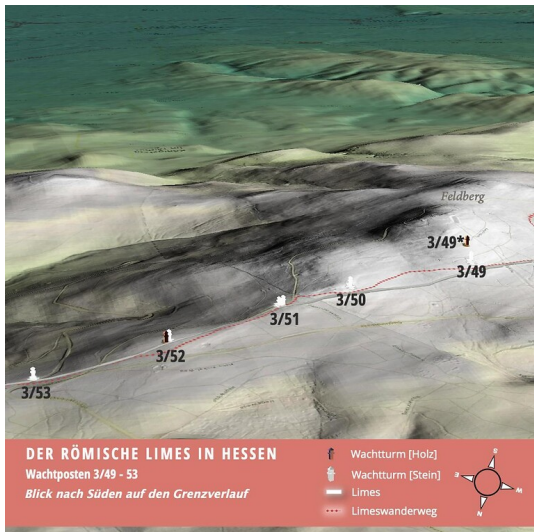 Feldberg
3/49*
3/49
3/50
3/51
3/52
3/53
DER RÖMISCHE LIMES IN HESSEN
Wachtposten 3/49 - 53
Blick nach Süden auf den Grenzverlauf
Wachtturm [Holz]
Wachtturm [Stein]
Limes
Limeswanderweg
S
E
W
N